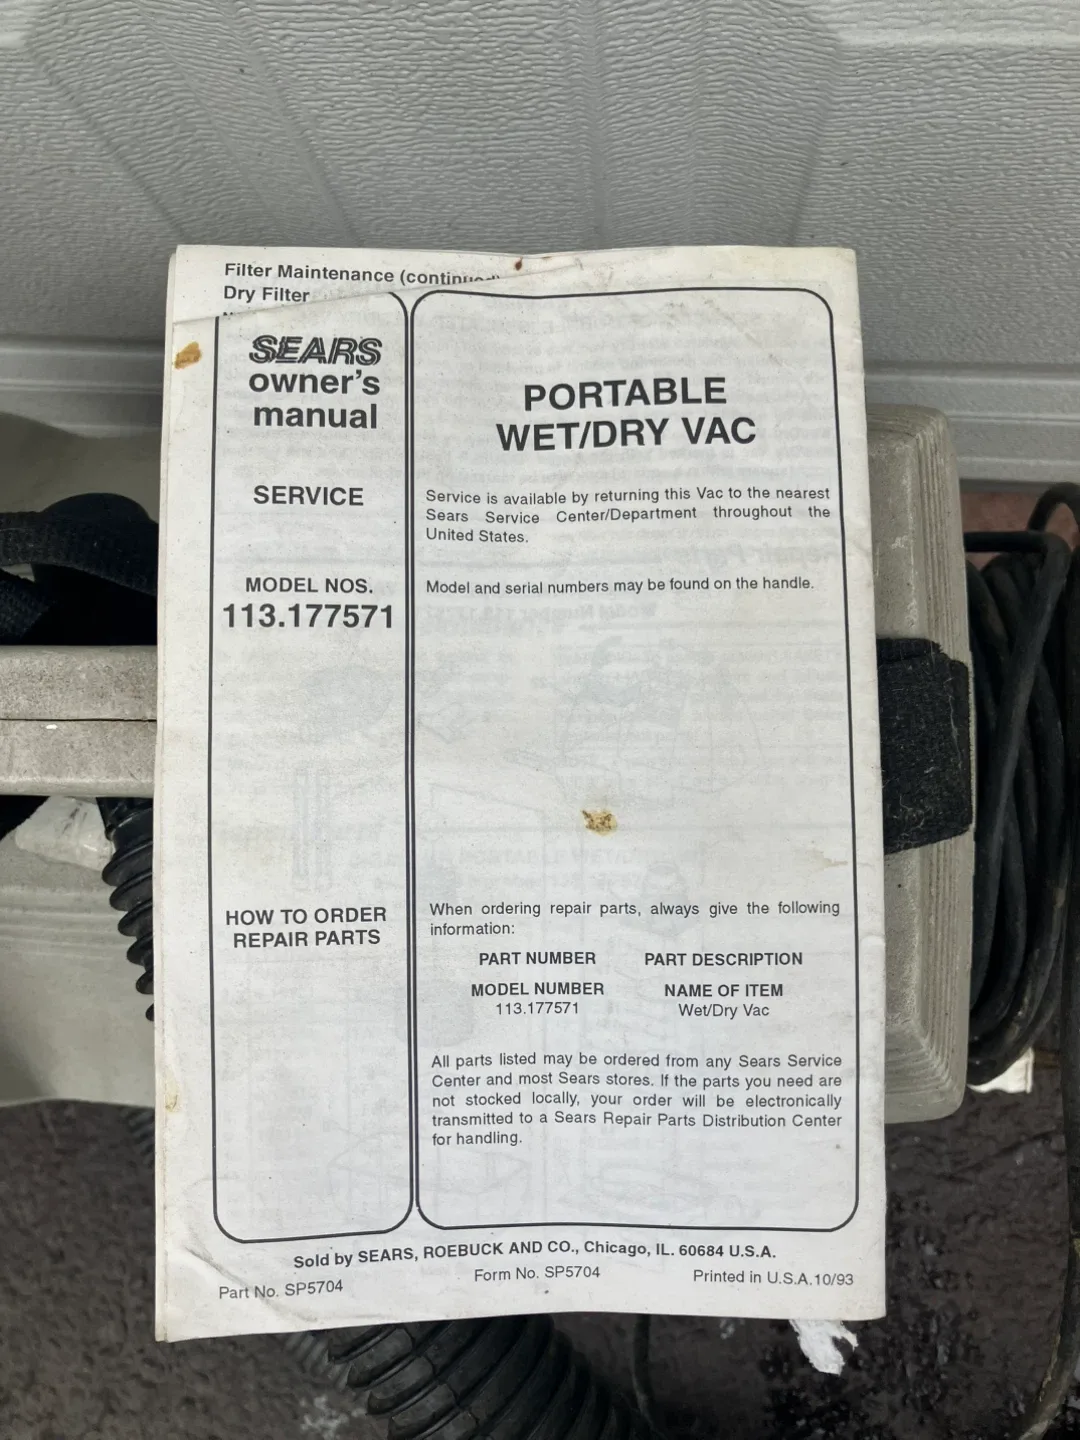 Filter Maintenance (continued)
Dry Filter
SEARS
owner's
manual
PORTABLE
WET/DRY VAC
SERVICE
Service is available by returning this Vac to the nearest
Sears Service Center/Department throughout the
United States.
MODEL NOS.
113.177571
Model and serial numbers may be found on the handle.
HOW TO ORDER
REPAIR PARTS
When ordering repair parts, always give the following
information:
PART NUMBER PART DESCRIPTION
MODEL NUMBER NAME OF ITEM
113.177571 Wet/Dry Vac
All parts listed may be ordered from any Sears Service
Center and most Sears stores. If the parts you need are
not stocked locally, your order will be electronically
transmitted to a Sears Repair Parts Distribution Center
for handling.
Sold by SEARS, ROEBUCK AND CO., Chicago, IL. 60684 U.S.A.
Part No. SP5704 Form No. SP5704 Printed in U.S.A.10/93